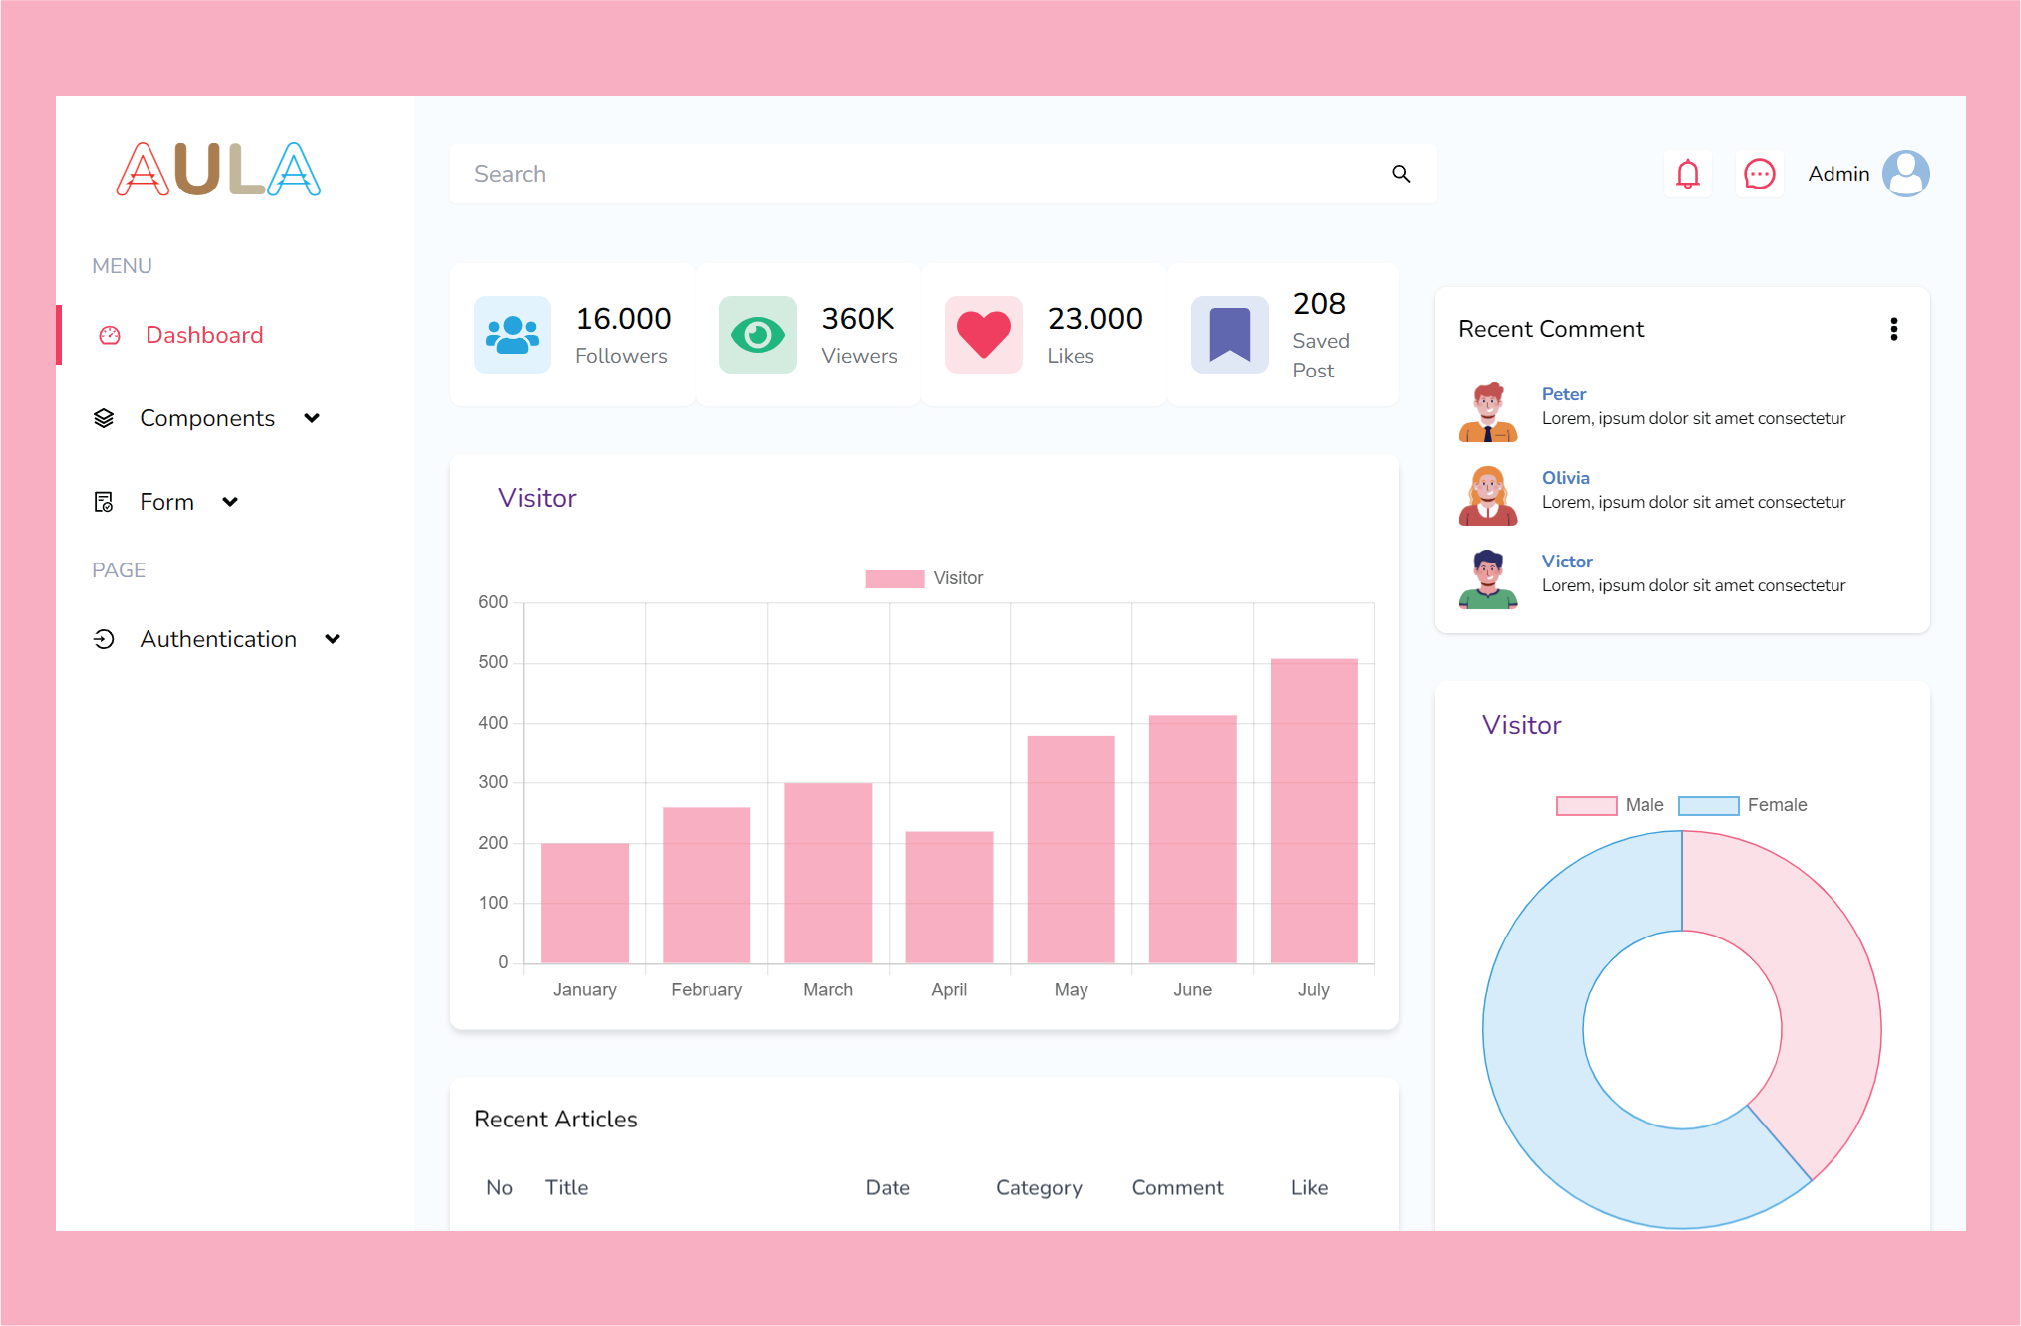 AULA
MENU
Dashboard
Components
Form
PAGE
Authentication
Search
Admin
16.000
Followers
360K
Viewers
23.000
Likes
208
Saved
Post
Visitor
Visitor
600
500
400
300
200
100
0
January February March April May June July
Recent Articles
No Title Date Category Comment Like
Recent Comment
Peter
Lorem, ipsum dolor sit amet consectetur
Olivia
Lorem, ipsum dolor sit amet consectetur
Victor
Lorem, ipsum dolor sit amet consectetur
Visitor
Male Female